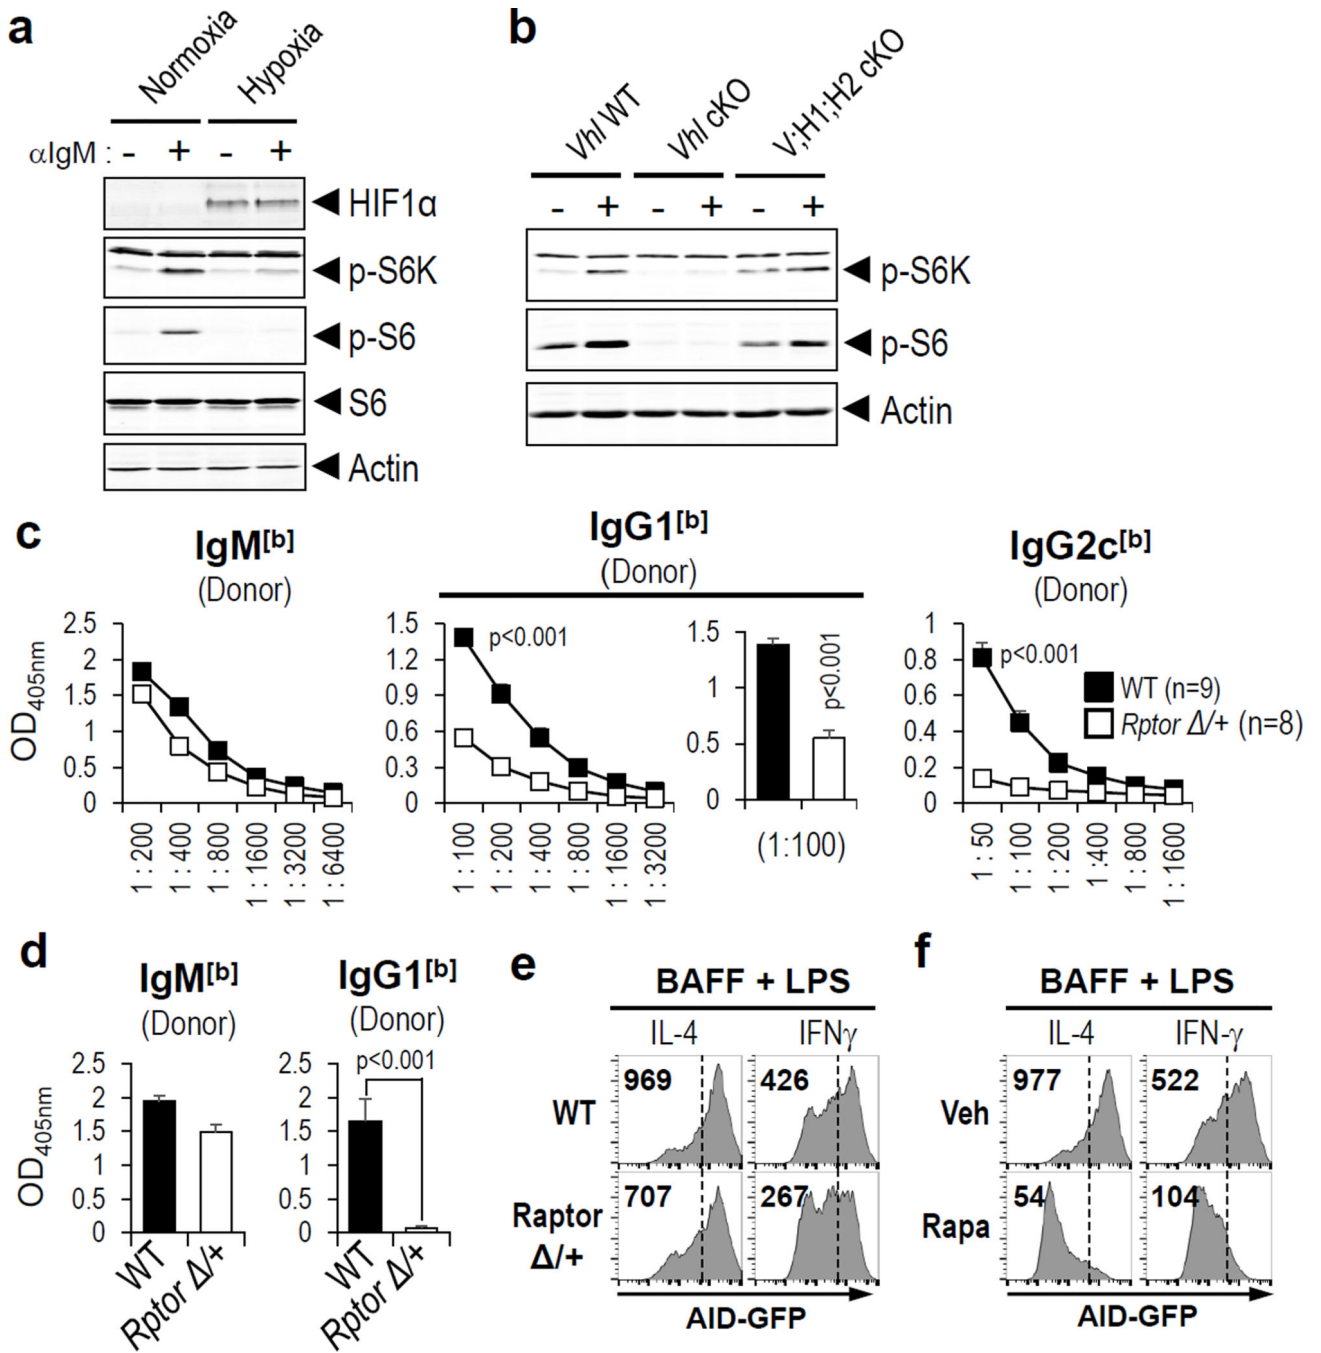 a
Normoxia
Hypoxia
αIgM : - + - +
HIF1α
p-S6K
p-S6
S6
Actin
b
Vhl WT
Vhl cKO
V;H1;H2 cKO
- + - + - +
p-S6K
p-S6
Actin
c
IgM[b]
(Donor)
OD405nm
2.5
2
1.5
1
0.5
0
1 : 200
1 : 400
1 : 800
1 : 1600
1 : 3200
1 : 6400
IgG1[b]
(Donor)
1.5
1.2
0.9
0.6
0.3
0
p<0.001
1 : 100
1 : 200
1 : 400
1 : 800
1 : 1600
1 : 3200
1.5
1
0.5
0
p<0.001
(1:100)
IgG2c[b]
(Donor)
1
0.8
0.6
0.4
0.2
0
p<0.001
1 : 50
1 : 100
1 : 200
1 :400
1 : 800
1 : 1600
WT (n=9)
Rptor Δ/+ (n=8)
d
IgM[b]
(Donor)
OD405nm
2.5
2
1.5
1
0.5
0
WT
Rptor Δ/+
IgG1[b]
(Donor)
p<0.001
2.5
2
1.5
1
0.5
0
WT
Rptor Δ/+
e
BAFF + LPS
IL-4 IFNγ
WT
969 426
Raptor
Δ/+
707 267
AID-GFP
f
BAFF + LPS
IL-4 IFN-γ
Veh
977 522
Rapa
54 104
AID-GFP